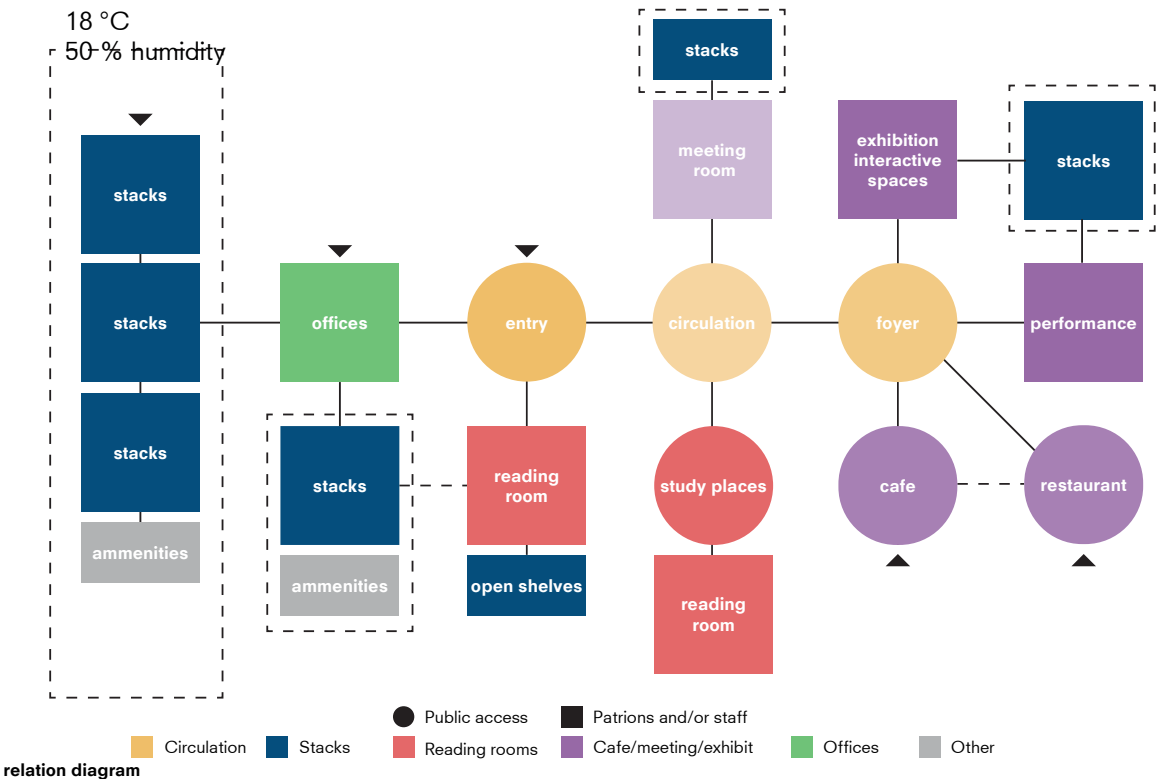 18 °C
50 % humidity
stacks
stacks
meeting
room
exhibition
interactive
spaces
stacks
stacks
stacks
offices
entry
circulation
foyer
performance
stacks
stacks
reading
room
study places
cafe
restaurant
ammenities
ammenities
open shelves
reading
room
Public access
Patrions and/or staff
Circulation
Stacks
Reading rooms
Cafe/meeting/exhibit
Offices
Other
relation diagram